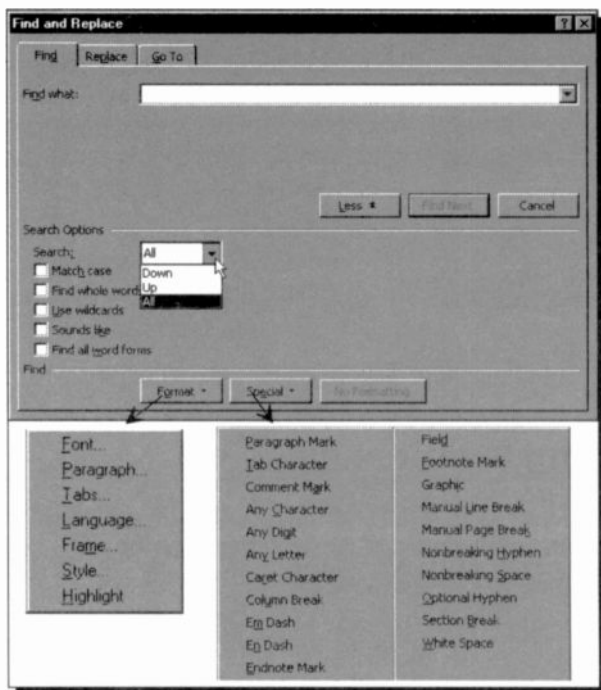 Find and Replace
Find Replace Go To
Find what:
Less Find Next Cancel
Search Options
Search: All
Down
Up
All
Match case
Find whole words
Use wildcards
Sounds like
Find all word forms
Find
Format Special No Formatting
Font...
Paragraph...
Tabs...
Language...
Frame...
Style...
Highlight
Paragraph Mark
Tab Character
Comment Mark
Any Character
Any Digit
Any Letter
Caret Character
Column Break
Em Dash
En Dash
Endnote Mark
Field
Footnote Mark
Graphic
Manual Line Break
Manual Page Break
Nonbreaking Hyphen
Nonbreaking Space
Optional Hyphen
Section Break
White Space